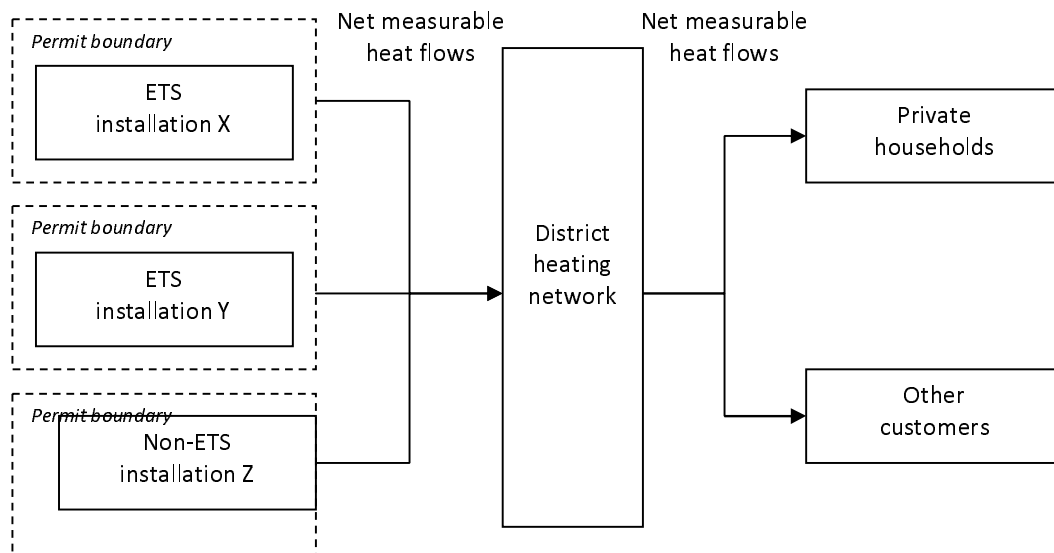 Permit boundary
ETS
installation X
Permit boundary
ETS
installation Y
Permit boundary
Non-ETS
installation Z
Net measurable
heat flows
District
heating
network
Net measurable
heat flows
Private
households
Other
customers